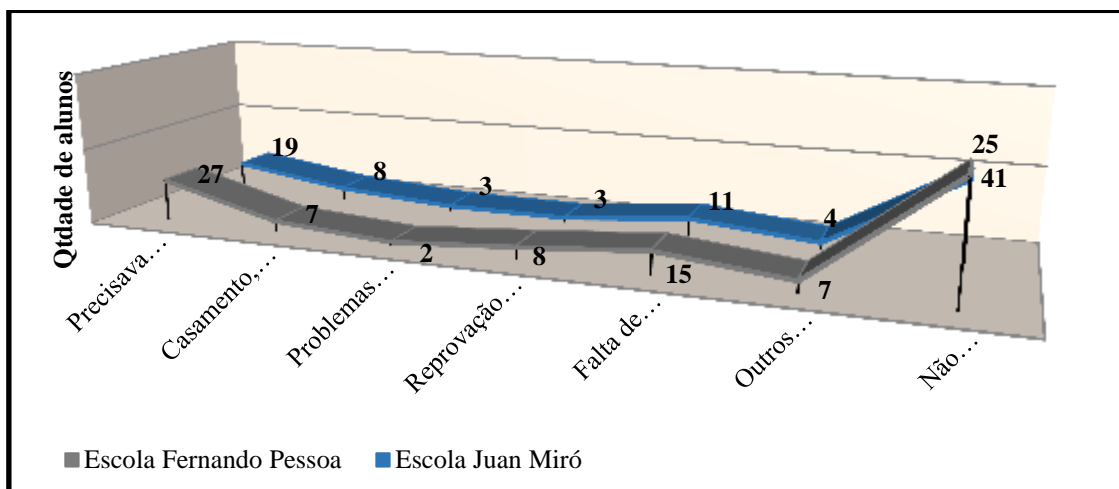 Qtdade de alunos
19
8
3
3
11
4
25
27
7
2
8
15
7
41
Precisava…
Casamento,…
Problemas…
Reprovação…
Falta de…
Outros…
Não…
Escola Fernando Pessoa
Escola Juan Miró